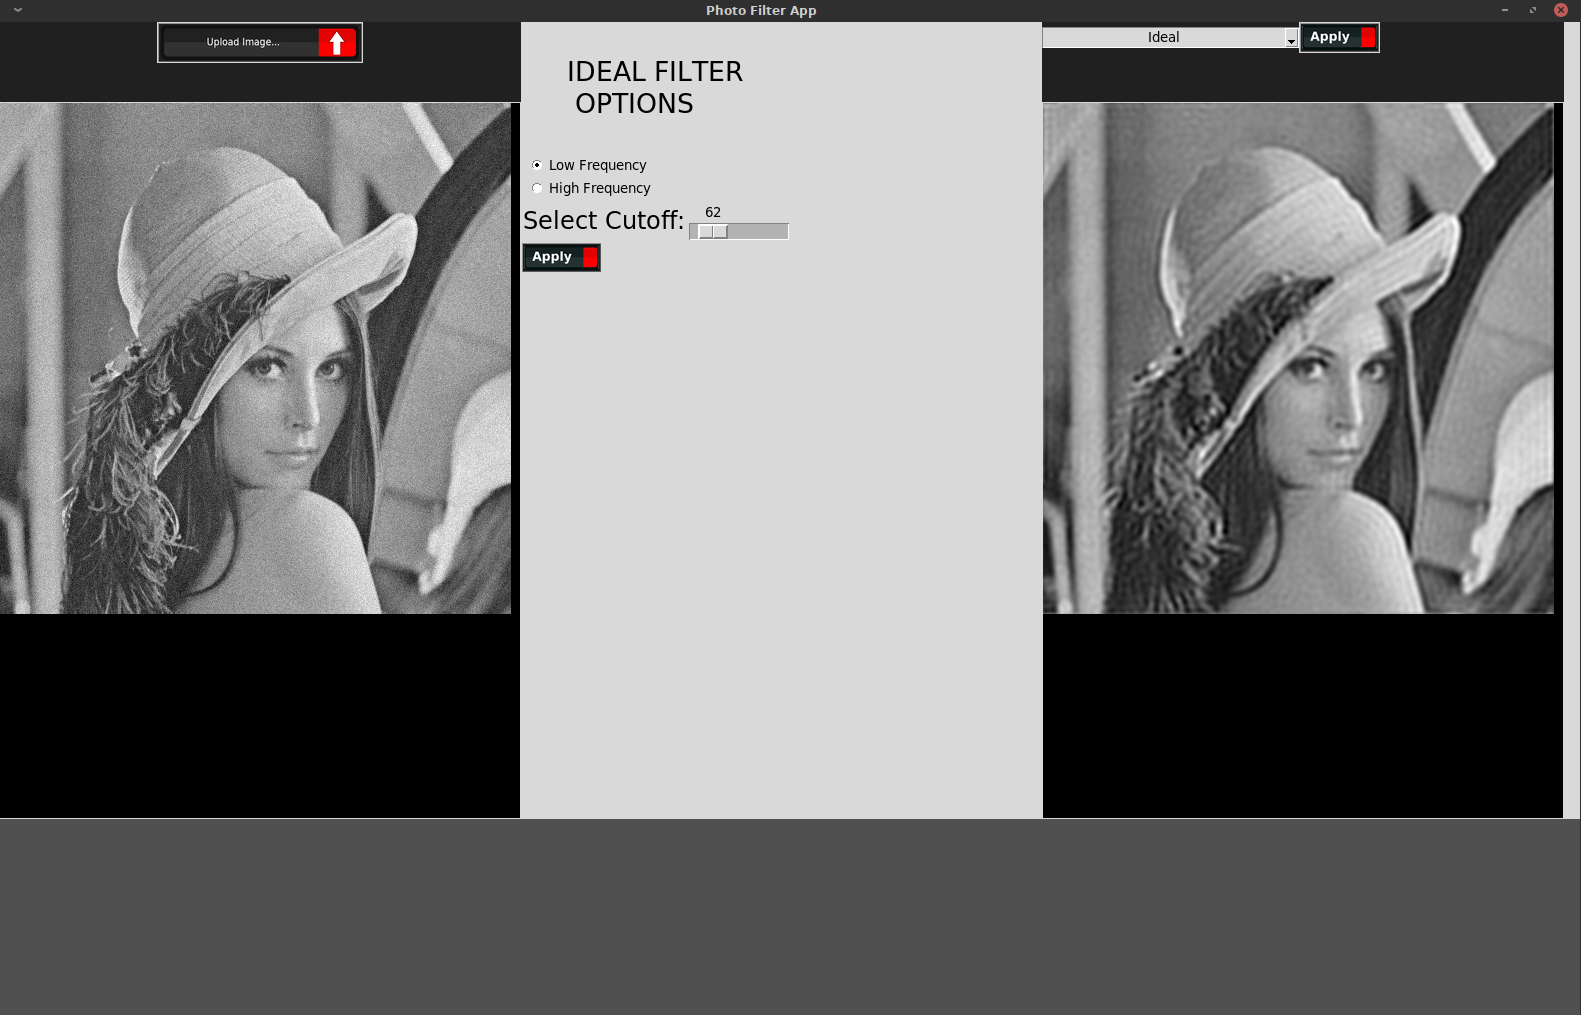 Photo Filter App
Upload Image...
Ideal
Apply
IDEAL FILTER
OPTIONS
Low Frequency
High Frequency
62
Select Cutoff:
Apply